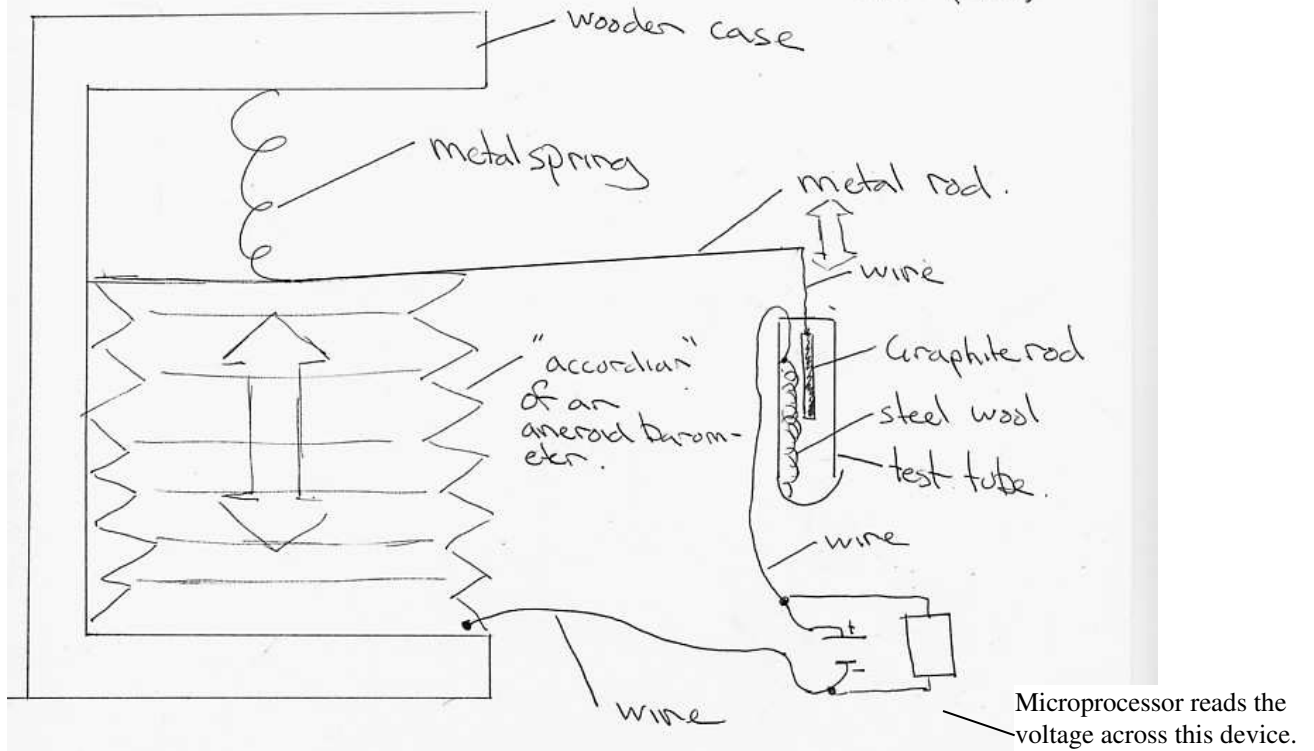 wooden case
metal spring
metal rod.
wire
Graphite rod
"accordian"
of an
aneroid barom-
eter.
steel wool
test tube.
wire
+
-
wire
Microprocessor reads the
voltage across this device.